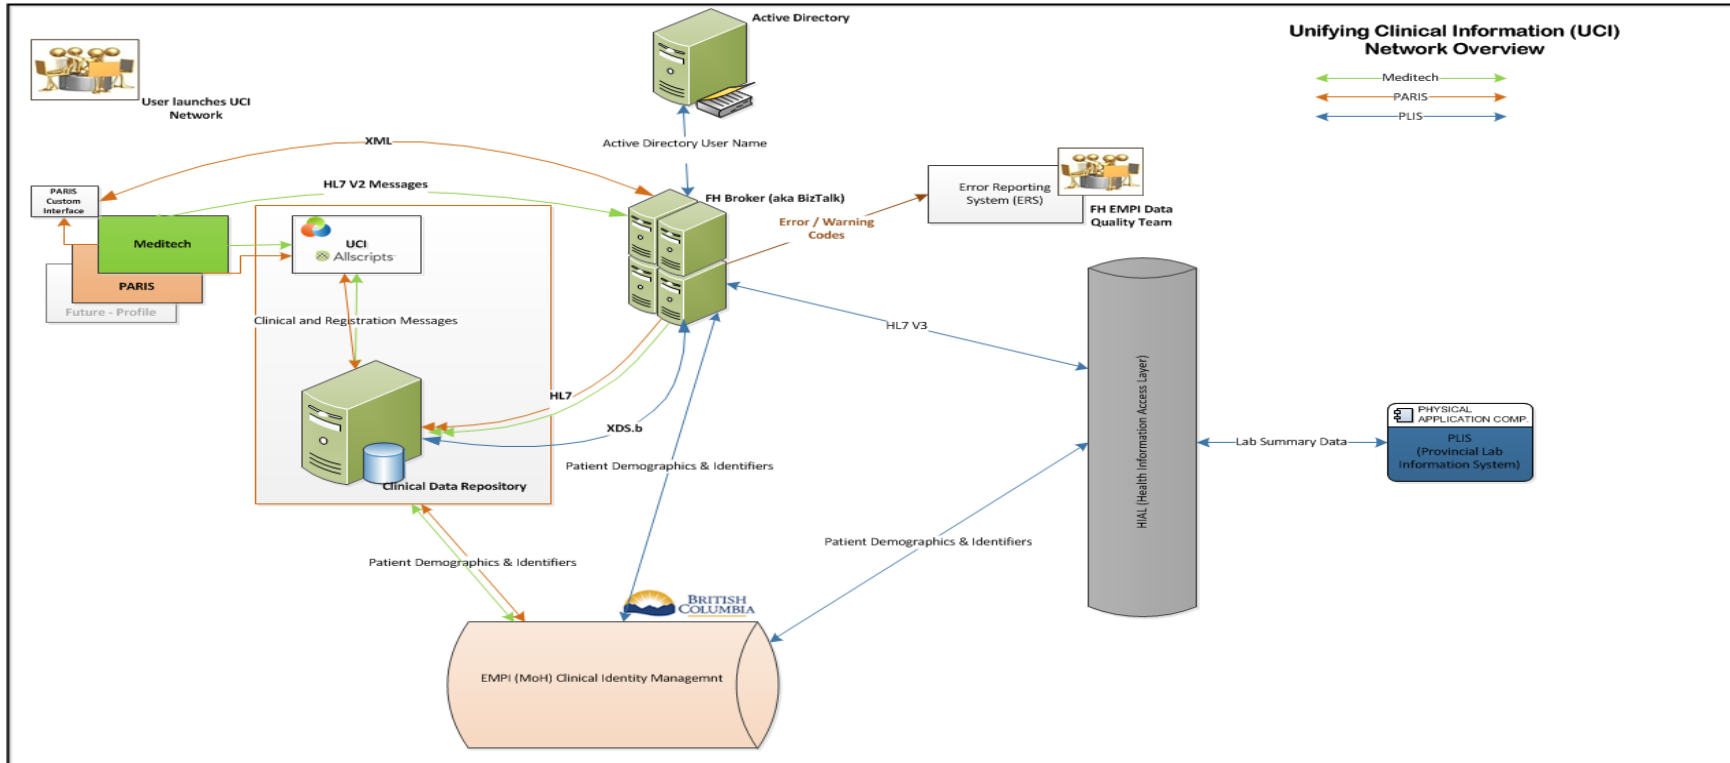 Active Directory
Unifying Clinical Information (UCI)
Network Overview
Meditech
PARIS
PLIS
User launches UCI
Network
XML
Active Directory User Name
HL7 V2 Messages
PARIS
Custom
Interface
FH Broker (aka BizTalk)
Error Reporting
System (ERS)
FH EMPI Data
Quality Team
Error / Warning
Codes
Meditech
UCI
Allscripts
PARIS
Future - Profile
Clinical and Registration Messages
HL7 V3
HIAL (Health Information Access Layer)
HL7
XDS.b
PHYSICAL
APPLICATION COMP.
PLIS
(Provincial Lab
Information System)
Lab Summary Data
Patient Demographics & Identifiers
Clinical Data Repository
Patient Demographics & Identifiers
Patient Demographics & Identifiers
BRITISH
COLUMBIA
EMPI (MoH) Clinical Identity Managemnt